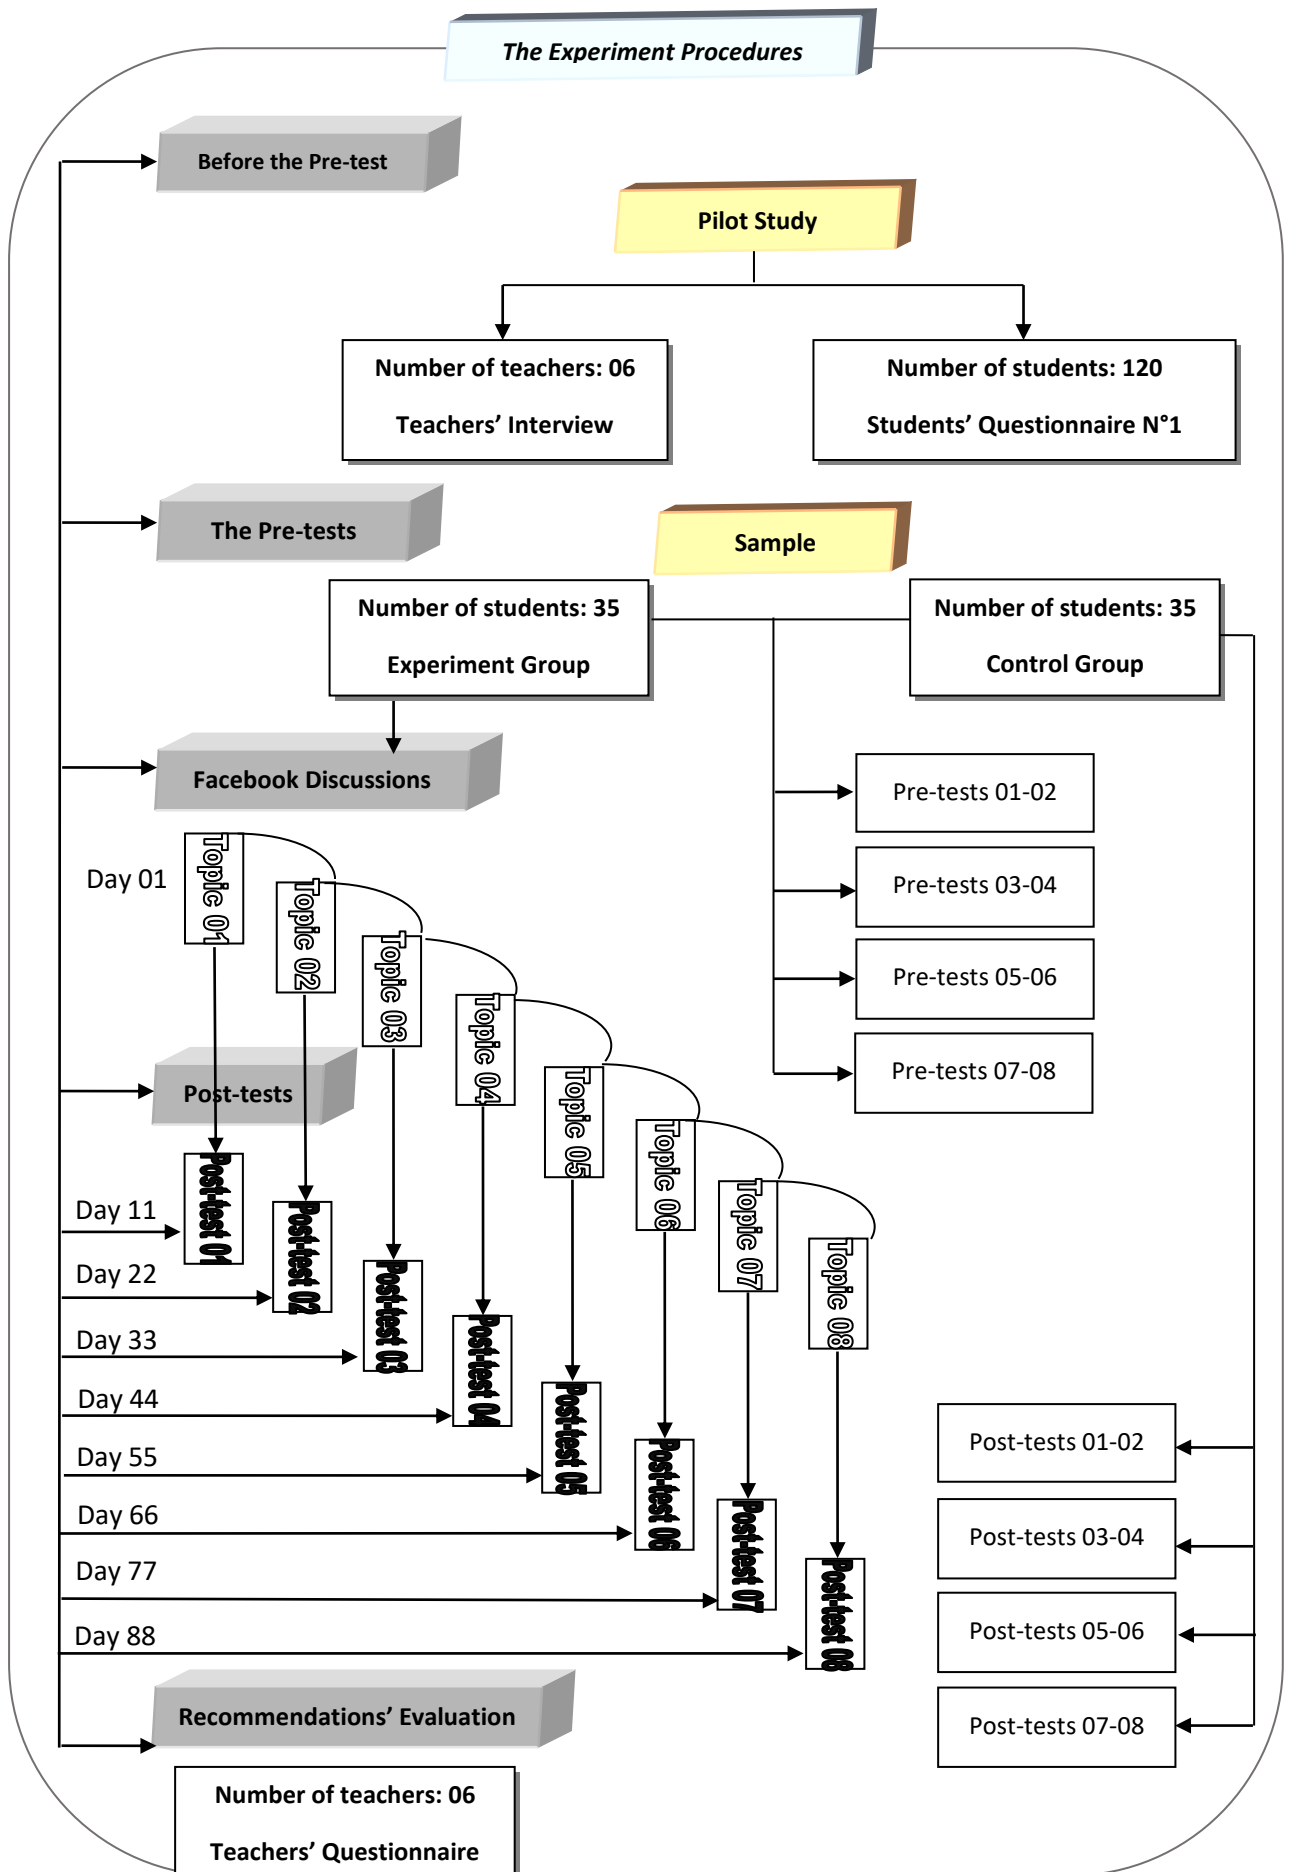 The Experiment Procedures
Before the Pre-test
Pilot Study
Number of teachers: 06
Teachers’ Interview
Number of students: 120
Students’ Questionnaire N°1
The Pre-tests
Sample
Number of students: 35
Experiment Group
Number of students: 35
Control Group
Facebook Discussions
Pre-tests 01-02
Pre-tests 03-04
Pre-tests 05-06
Pre-tests 07-08
Day 01
Topic 01
Topic 02
Topic 03
Topic 04
Topic 05
Topic 06
Topic 07
Topic 08
Post-tests
Day 11
Post-test 01
Day 22
Post-test 02
Day 33
Post-test 03
Day 44
Post-test 04
Day 55
Post-test 05
Day 66
Post-test 06
Day 77
Post-test 07
Day 88
Post-test 08
Post-tests 01-02
Post-tests 03-04
Post-tests 05-06
Post-tests 07-08
Recommendations’ Evaluation
Number of teachers: 06
Teachers’ Questionnaire